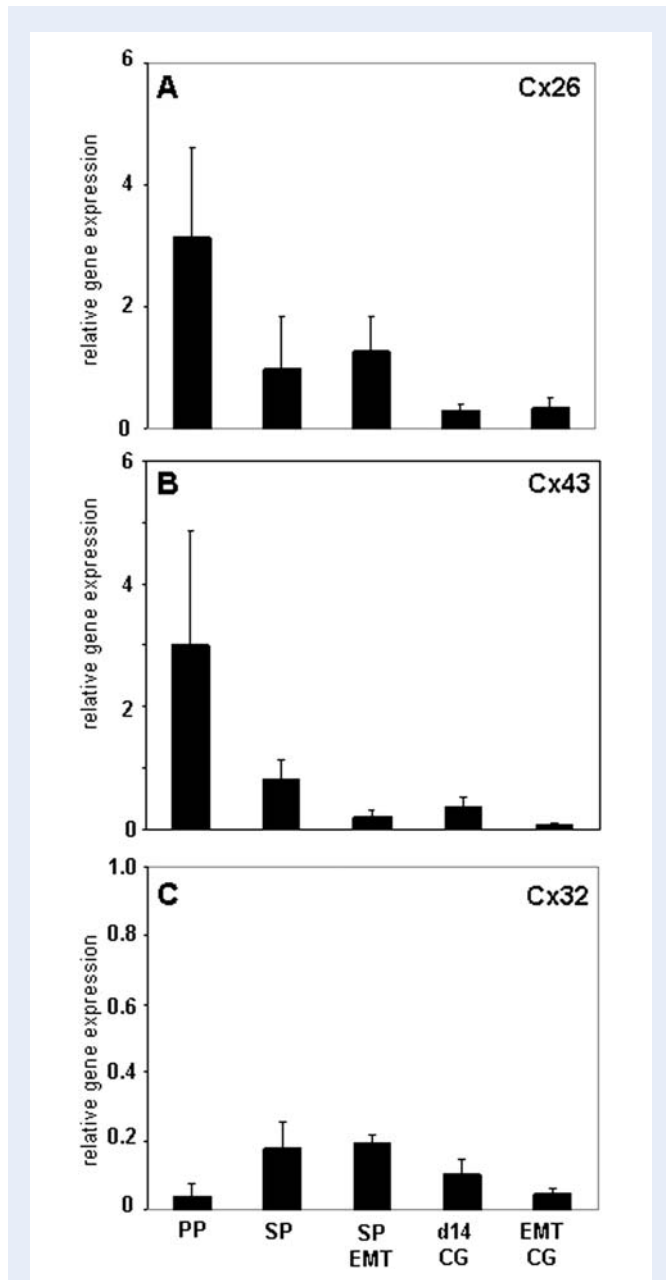 A
Cx26
relative gene expression
6
4
2
0
B
Cx43
relative gene expression
6
4
2
0
C
Cx32
relative gene expression
1.0
0.8
0.6
0.4
0.2
0
PP SP SP d14 EMT
EMT CG CG